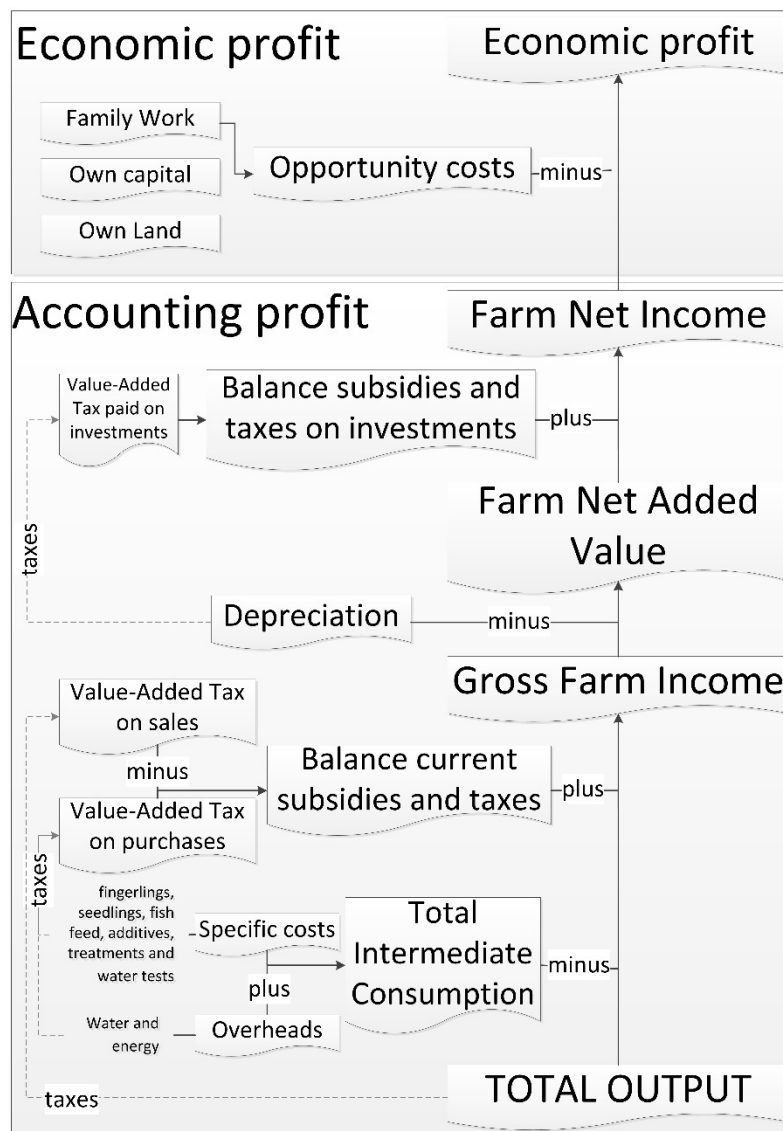 Economic profit
Economic profit
Family Work
Own capital
Opportunity costs
minus
Own Land
Accounting profit
Farm Net Income
Value-Added
Tax paid on
investments
Balance subsidies and
taxes on investments
plus
Farm Net Added
Value
taxes
Depreciation
minus
Gross Farm Income
Value-Added Tax
on sales
minus
Balance current
subsidies and taxes
plus
Value-Added Tax
on purchases
taxes
fingerlings,
seedlings, fish
feed, additives,
treatments and
water tests
Specific costs
plus
Total
Intermediate
Consumption
minus
Water and
energy
Overheads
TOTAL OUTPUT
taxes